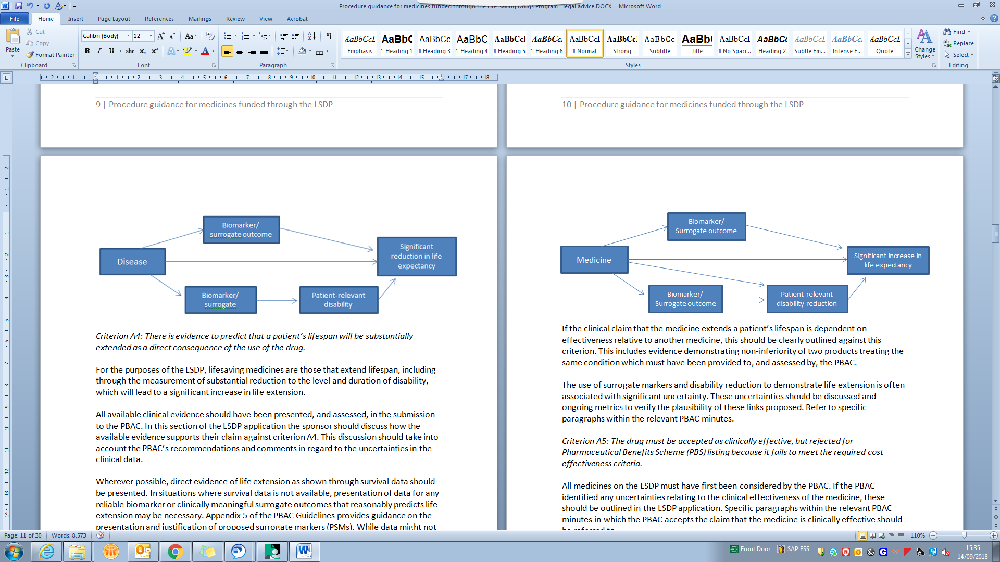 Procedure guidance for medicines funded through the Life Saving Drugs Program - legal advice.DOCX - Microsoft Word
File Home Insert Page Layout References Mailings Review View Acrobat
Paste
Cut
Copy
Format Painter
Clipboard
Calibri (Body) 12
Font
Paragraph
AaBbCcI AaBbC AaBbCc AaBbC AaBbCcI AaBbCcI AaBbCcI AaBbCcI AaBbCc AaBb( AaBbCcI AaBbCc AaBbCcI AaBbCcI AaBbCcI
Emphasis ¶ Heading 1 ¶ Heading 3 ¶ Heading 4 ¶ Heading 5 ¶ Heading 6 ¶ Normal Strong Subtitle Title ¶ No Spaci... Heading 2 Subtle Em... Intense E... Quote
Styles
Change Styles
Find
Replace
Select
Editing
9 | Procedure guidance for medicines funded through the LSDP
10 | Procedure guidance for medicines funded through the LSDP
Biomarker/
surrogate outcome
Disease
Significant
reduction in life
expectancy
Biomarker/
surrogate
Patient-relevant
disability
Criterion A4: There is evidence to predict that a patient’s lifespan will be substantially
extended as a direct consequence of the use of the drug.
For the purposes of the LSDP, lifesaving medicines are those that extend lifespan, including
through the measurement of substantial reduction to the level and duration of disability,
which will lead to a significant increase in life extension.
All available clinical evidence should have been presented, and assessed, in the submission
to the PBAC. In this section of the LSDP application the sponsor should discuss how the
available evidence supports their claim against criterion A4. This discussion should take into
account the PBAC’s recommendations and comments in regard to the uncertainties in the
clinical data.
Wherever possible, direct evidence of life extension as shown through survival data should
be presented. In situations where survival data is not available, presentation of data for any
reliable biomarker or clinically meaningful surrogate outcomes that reasonably predicts life
extension may be necessary. Appendix 5 of the PBAC Guidelines provides guidance on the
presentation and justification of proposed surrogate markers (PSMs). While data might not
Biomarker/
Surrogate outcome
Medicine
Significant increase in
life expectancy
Biomarker/
Surrogate outcome
Patient-relevant
disability reduction
If the clinical claim that the medicine extends a patient’s lifespan is dependent on
effectiveness relative to another medicine, this should be clearly outlined against this
criterion. This includes evidence demonstrating non-inferiority of two products treating the
same condition which must have been provided to, and assessed by, the PBAC.
The use of surrogate markers and disability reduction to demonstrate life extension is often
associated with significant uncertainty. These uncertainties should be discussed and
ongoing metrics to verify the plausibility of these links proposed. Refer to specific
paragraphs within the relevant PBAC minutes.
Criterion A5: The drug must be accepted as clinically effective, but rejected for
Pharmaceutical Benefits Scheme (PBS) listing because it fails to meet the required cost
effectiveness criteria.
All medicines on the LSDP must have first been considered by the PBAC. If the PBAC
identified any uncertainties relating to the clinical effectiveness of the medicine, these
should be outlined in the LSDP application. Specific paragraphs within the relevant PBAC
minutes in which the PBAC accepts the claim that the medicine is clinically effective should
be referred to
Page: 11 of 30 Words: 8,573
110%
Front Door SAP ESS
15:35
14/09/2018